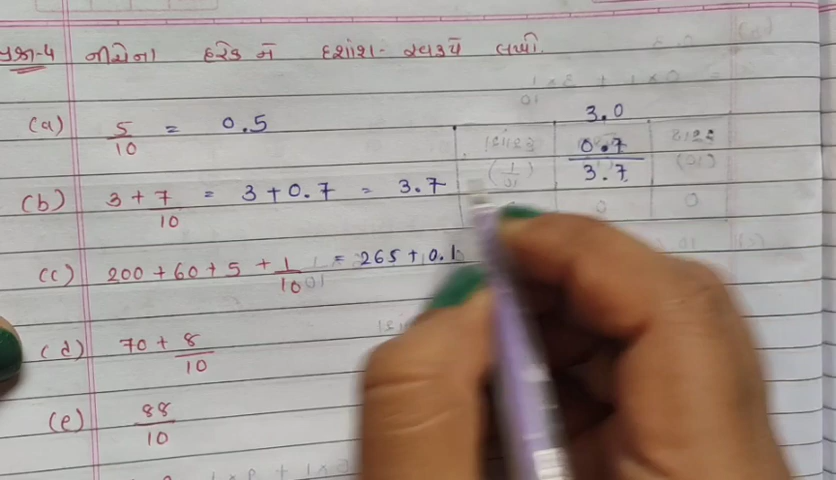 પ્રશ્ન-4 નીચેના દરેક ને દશાંશ-સ્વરૂપે લખો.
(a) 5/10 = 0.5
3.0
0.7
3.7
(b) 3 + 7/10 = 3 + 0.7 = 3.7
(c) 200 + 60 + 5 + 1/10 = 265 + 0.1
(d) 70 + 8/10
(e) 88/10